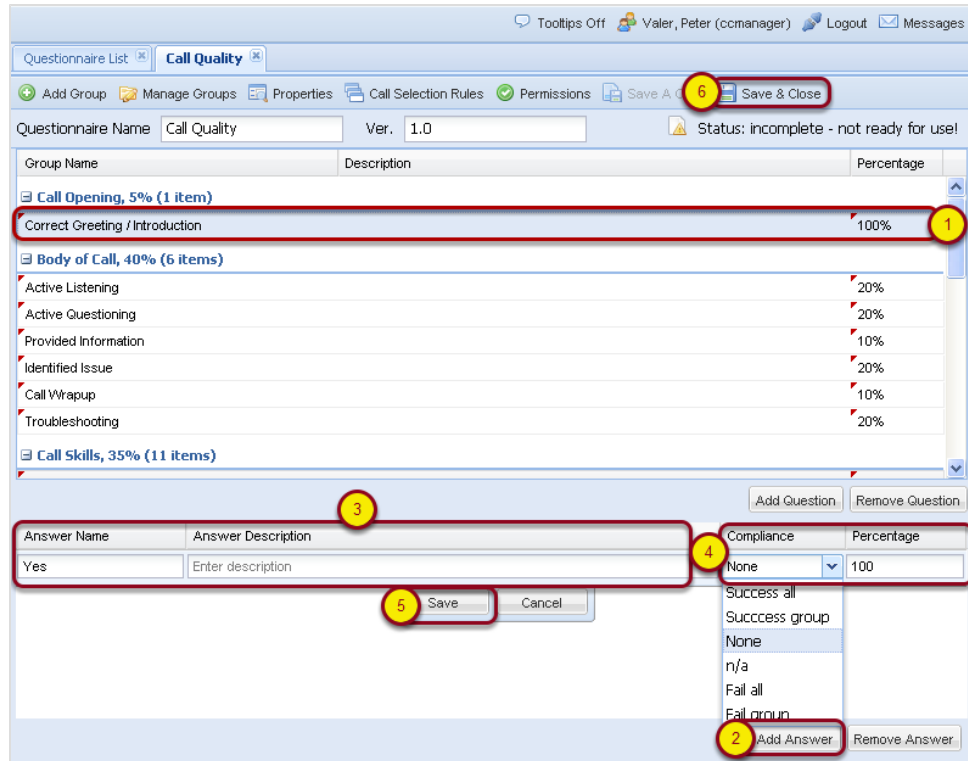 Tooltips Off Valer, Peter (ccmanager) Logout Messages
Questionnaire List Call Quality
Add Group Manage Groups Properties Call Selection Rules Permissions Save A 6 Save & Close
Questionnaire Name Call Quality Ver. 1.0 Status: incomplete - not ready for use!
Group Name Description Percentage
Call Opening, 5% (1 item)
Correct Greeting / Introduction 100% 1
Body of Call, 40% (6 items)
Active Listening 20%
Active Questioning 20%
Provided Information 10%
Identified Issue 20%
Call Wrapup 10%
Troubleshooting 20%
Call Skills, 35% (11 items)
Add Question Remove Question
3
Answer Name Answer Description Compliance Percentage
4
Yes Enter description None 100
5 Save Cancel
Success all
Succcess group
None
n/a
Fail all
Fail group
2 Add Answer Remove Answer